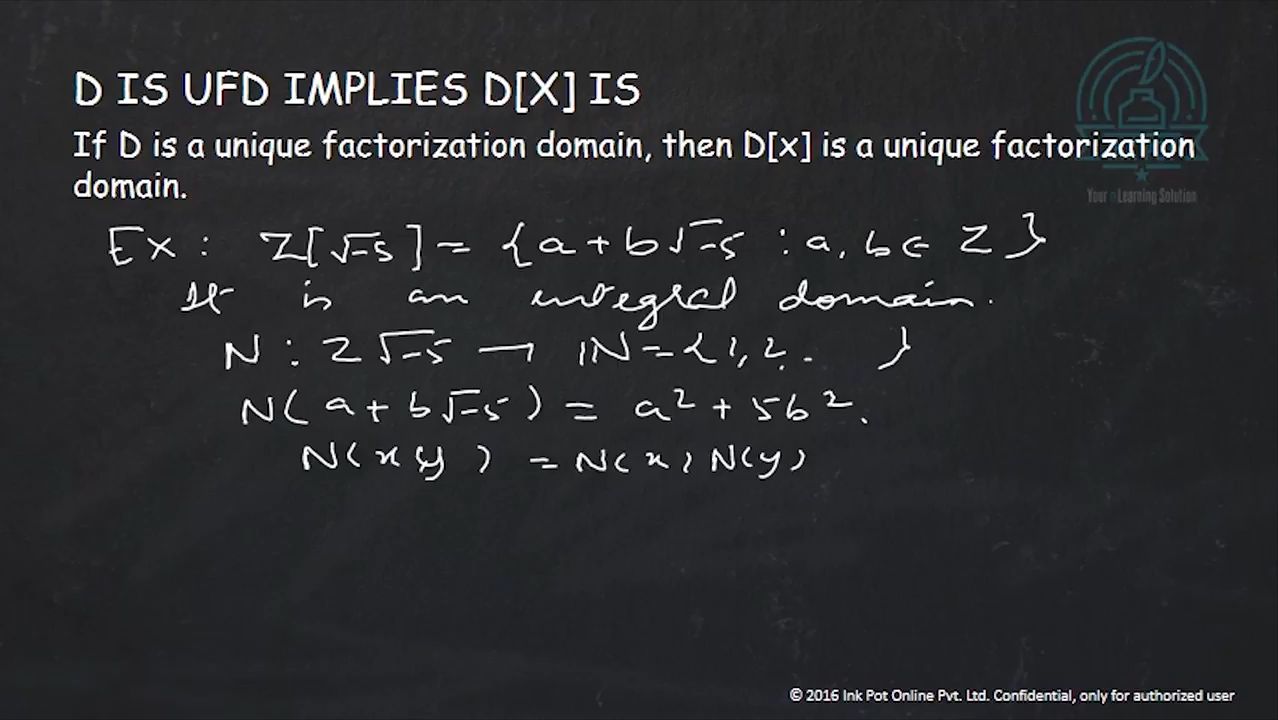 D IS UFD IMPLIES D[X] IS
If D is a unique factorization domain, then D[x] is a unique factorization
domain.
Your eLearning Solution
Ex : Z[√-5] = {a + b√-5 : a, b ∈ Z}
It is an integral domain.
N : Z√-5 → IN = {1, 2, . }
N(a + b√-5) = a² + 5b².
N(xy) = N(x) N(y)
© 2016 Ink Pot Online Pvt. Ltd. Confidential, only for authorized user